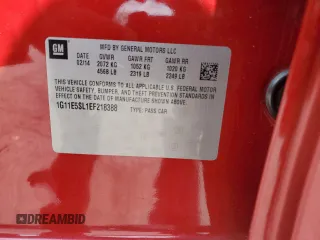 GM
MFD BY GENERAL MOTORS LLC
DATE GVWR GAWR FRT GAWR RR
02/14 2072 KG 1052 KG 1020 KG
4568 LB 2319 LB 2249 LB
THIS VEHICLE CONFORMS TO ALL APPLICABLE U.S. FEDERAL MOTOR
VEHICLE SAFETY, BUMPER, AND THEFT PREVENTION STANDARDS IN
EFFECT ON THE DATE OF MANUFACTURE SHOWN ABOVE.
1G11E5SL1EF218388
TYPE: PASS CAR
DREAMBID